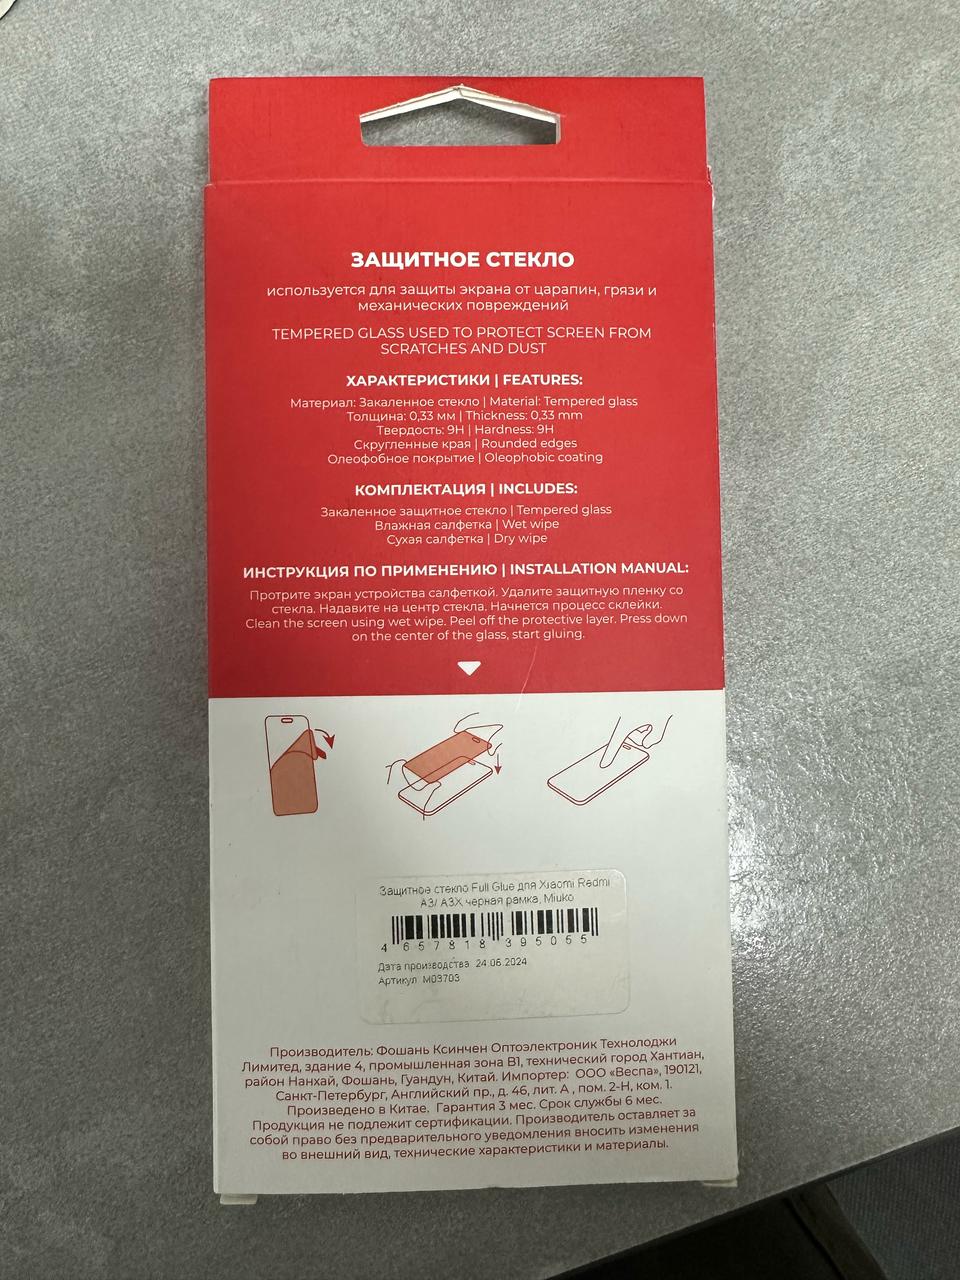 ЗАЩИТНОЕ СТЕКЛО
используется для защиты экрана от царапин, грязи и
механических повреждений
TEMPERED GLASS USED TO PROTECT SCREEN FROM
SCRATCHES AND DUST
ХАРАКТЕРИСТИКИ | FEATURES:
Материал: Закаленное стекло | Material: Tempered glass
Толщина: 0,33 мм | Thickness: 0,33 mm
Твердость: 9H | Hardness: 9H
Скругленные края | Rounded edges
Олеофобное покрытие | Oleophobic coating
КОМПЛЕКТАЦИЯ | INCLUDES:
Закаленное защитное стекло | Tempered glass
Влажная салфетка | Wet wipe
Сухая салфетка | Dry wipe
ИНСТРУКЦИЯ ПО ПРИМЕНЕНИЮ | INSTALLATION MANUAL:
Протрите экран устройства салфеткой. Удалите защитную пленку со
стекла. Надавите на центр стекла. Начнется процесс склейки.
Clean the screen using wet wipe. Peel off the protective layer. Press down
on the center of the glass, start gluing.
Защитное стекло Full Glue для Xiaomi Redmi
A3/ A3X черная рамка, Miuko
4 657818 395055
Дата производства 24.06.2024
Артикул M03703
Производитель: Фошань Ксинчен Оптоэлектроник Технолоджи
Лимитед, здание 4, промышленная зона B1, технический город Хантиан,
район Нанхай, Фошань, Гуандун, Китай. Импортер: ООО «Веспа», 190121,
Санкт-Петербург, Английский пр., д. 46, лит. А , пом. 2-Н, ком. 1.
Произведено в Китае. Гарантия 3 мес. Срок службы 6 мес.
Продукция не подлежит сертификации. Производитель оставляет за
собой право без предварительного уведомления вносить изменения
во внешний вид, технические характеристики и материалы.